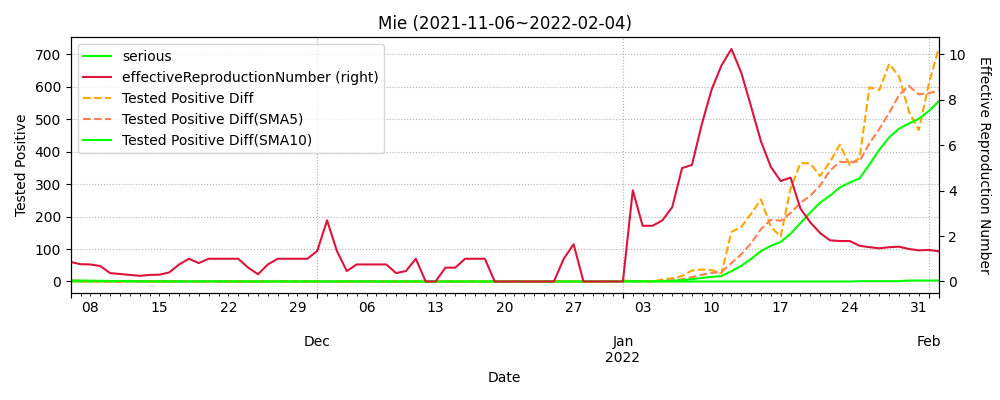 Mie (2021-11-06~2022-02-04)
serious
effectiveReproductionNumber (right)
Tested Positive Diff
Tested Positive Diff(SMA5)
Tested Positive Diff(SMA10)
Tested Positive
700
600
500
400
300
200
100
0
10
8
6
4
2
0
Effective Reproduction Number
08 15 22 29 06 13 20 27 03 10 17 24 31
Dec Jan Feb
2022
Date